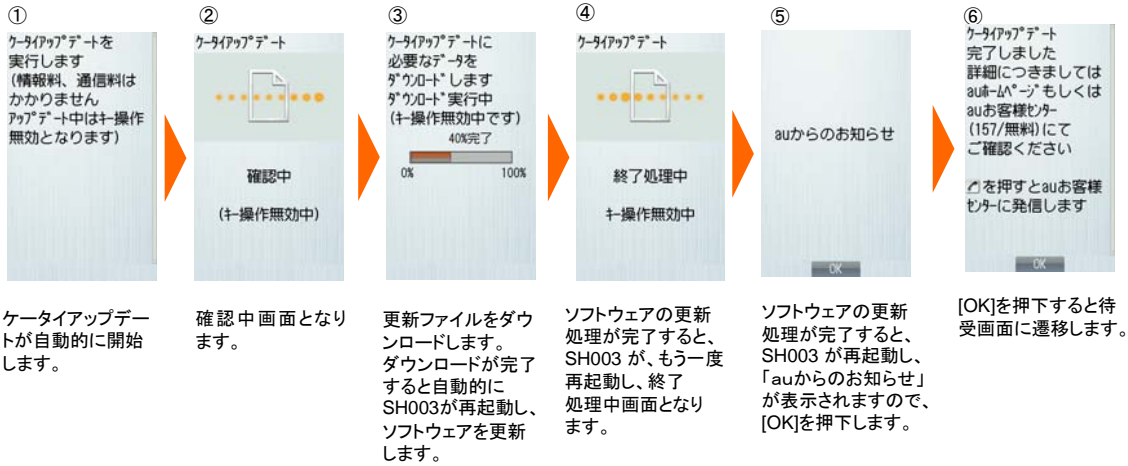 ①
ｹｰﾀｲｱｯﾌﾟﾃﾞｰﾄを
実行します
(情報料、通信料は
かかりません
ｱｯﾌﾟﾃﾞｰﾄ中はｷｰ操作
無効となります)
ケータイアップデー
トが自動的に開始
します。
②
ｹｰﾀｲｱｯﾌﾟﾃﾞｰﾄ
確認中
(ｷｰ操作無効中)
確認中画面となり
ます。
③
ｹｰﾀｲｱｯﾌﾟﾃﾞｰﾄに
必要なﾃﾞｰﾀを
ﾀﾞｳﾝﾛｰﾄﾞします
ﾀﾞｳﾝﾛｰﾄﾞ実行中
(ｷｰ操作無効中です)
40%完了
0% 100%
更新ファイルをダウ
ンロードします。
ダウンロードが完了
すると自動的に
SH003が再起動し、
ソフトウェアを更新
します。
④
ｹｰﾀｲｱｯﾌﾟﾃﾞｰﾄ
終了処理中
ｷｰ操作無効中
ソフトウェアの更新
処理が完了すると、
SH003 が、もう一度
再起動し、終了
処理中画面となり
ます。
⑤
auからのお知らせ
OK
ソフトウェアの更新
処理が完了すると、
SH003 が再起動し、
「auからのお知らせ」
が表示されますので、
[OK]を押下します。
⑥
ｹｰﾀｲｱｯﾌﾟﾃﾞｰﾄ
完了しました
詳細につきましては
auﾎｰﾑﾍﾟｰｼﾞもしくは
auお客様ｾﾝﾀｰ
(157/無料)にて
ご確認ください
を押すとauお客様
ｾﾝﾀｰに発信します
OK
[OK]を押下すると待
受画面に遷移します。